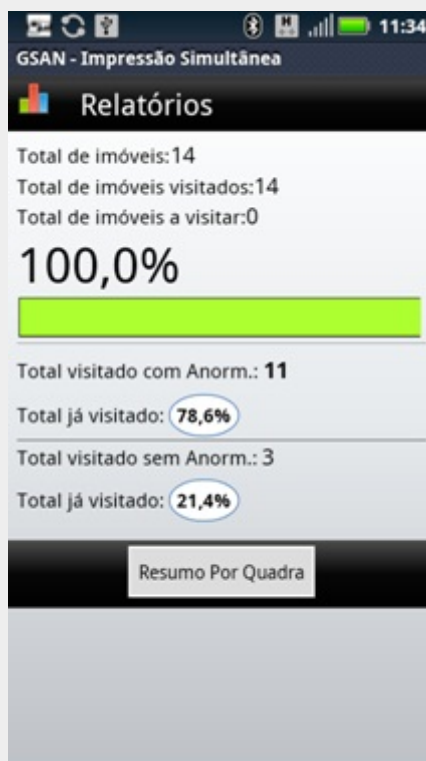 11:34
GSAN - Impressão Simultânea
Relatórios
Total de imóveis:14
Total de imóveis visitados:14
Total de imóveis a visitar:0
100,0%
Total visitado com Anorm.: 11
Total já visitado: 78,6%
Total visitado sem Anorm.: 3
Total já visitado: 21,4%
Resumo Por Quadra